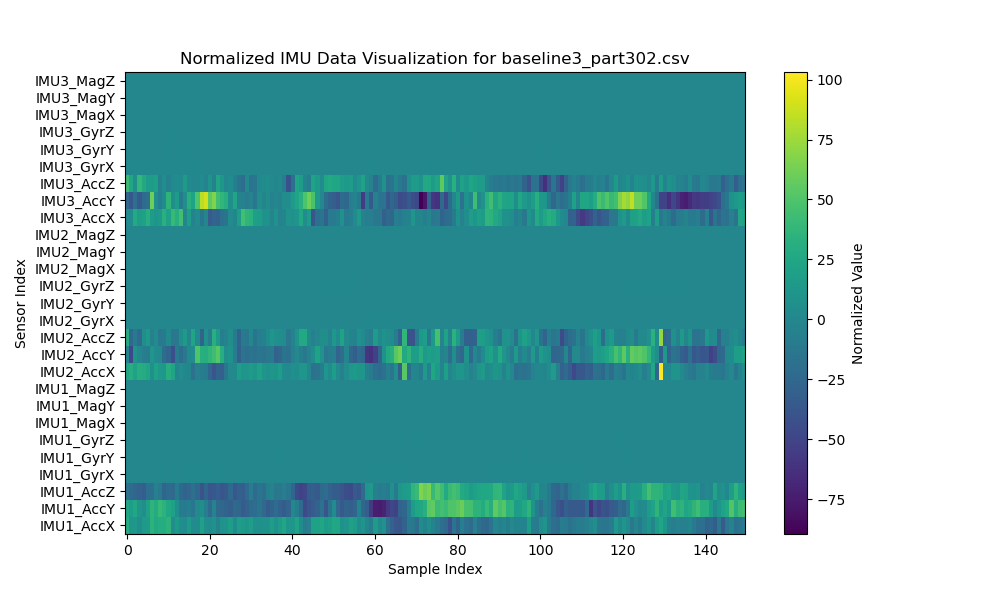 Normalized IMU Data Visualization for baseline3_part302.csv
IMU3_MagZ
IMU3_MagY
IMU3_MagX
IMU3_GyrZ
IMU3_GyrY
IMU3_GyrX
IMU3_AccZ
IMU3_AccY
IMU3_AccX
IMU2_MagZ
IMU2_MagY
IMU2_MagX
IMU2_GyrZ
IMU2_GyrY
IMU2_GyrX
IMU2_AccZ
IMU2_AccY
IMU2_AccX
IMU1_MagZ
IMU1_MagY
IMU1_MagX
IMU1_GyrZ
IMU1_GyrY
IMU1_GyrX
IMU1_AccZ
IMU1_AccY
IMU1_AccX
Sensor Index
0 20 40 60 80 100 120 140
Sample Index
100
75
50
25
0
−25
−50
−75
Normalized Value